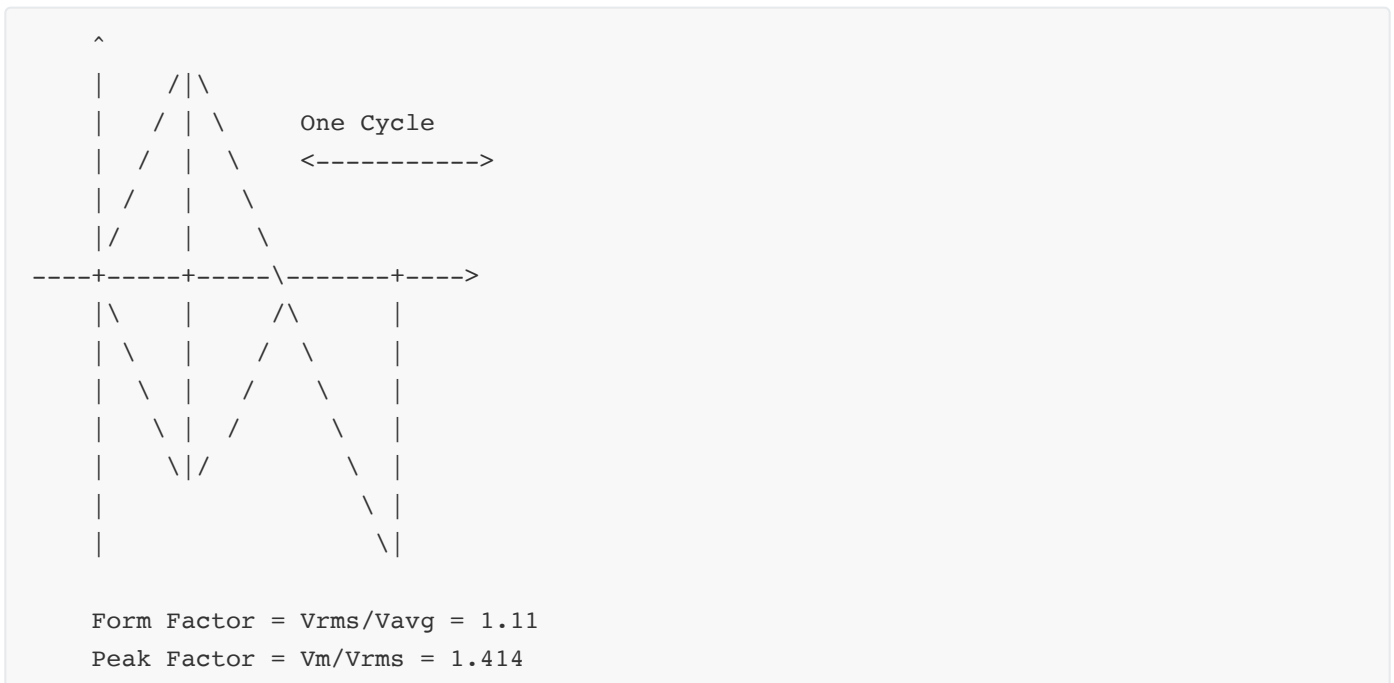 One Cycle
Form Factor = Vrms/Vavg = 1.11
Peak Factor = Vm/Vrms = 1.414